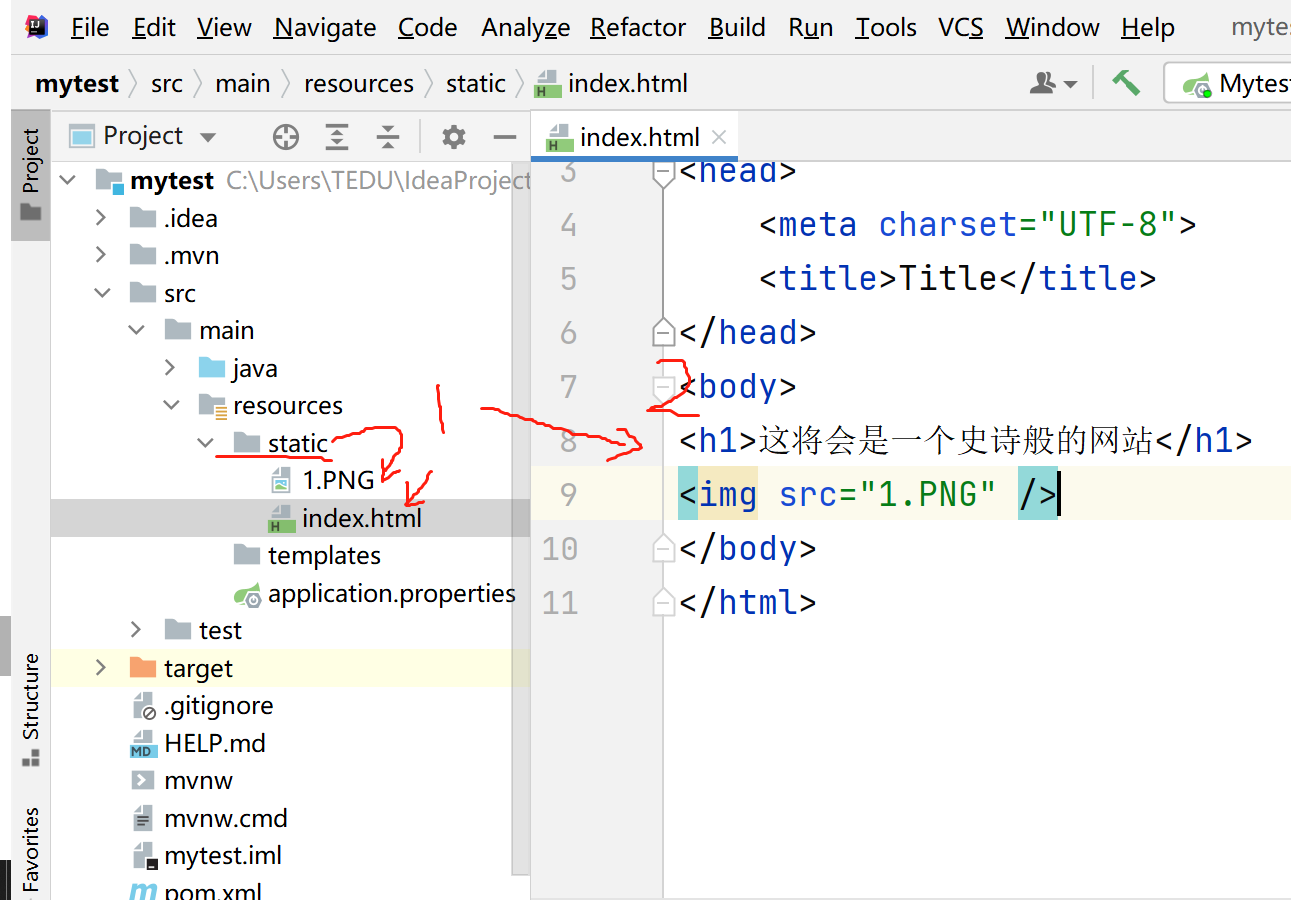 File Edit View Navigate Code Analyze Refactor Build Run Tools VCS Window Help myte
mytest src main resources static index.html Mytes
Project
Project
index.html
mytest C:\Users\TEDU\IdeaProject
.idea
.mvn
src
main
java
resources
static
1.PNG
index.html
templates
application.properties
test
target
.gitignore
HELP.md
mvnw
mvnw.cmd
mytest.iml
pom.xml
Structure
Favorites
3 <head>
4 <meta charset="UTF-8">
5 <title>Title</title>
6 </head>
7 <body>
8 <h1>这将会是一个史诗般的网站</h1>
9 <img src="1.PNG" />
10 </body>
11 </html>
1
2